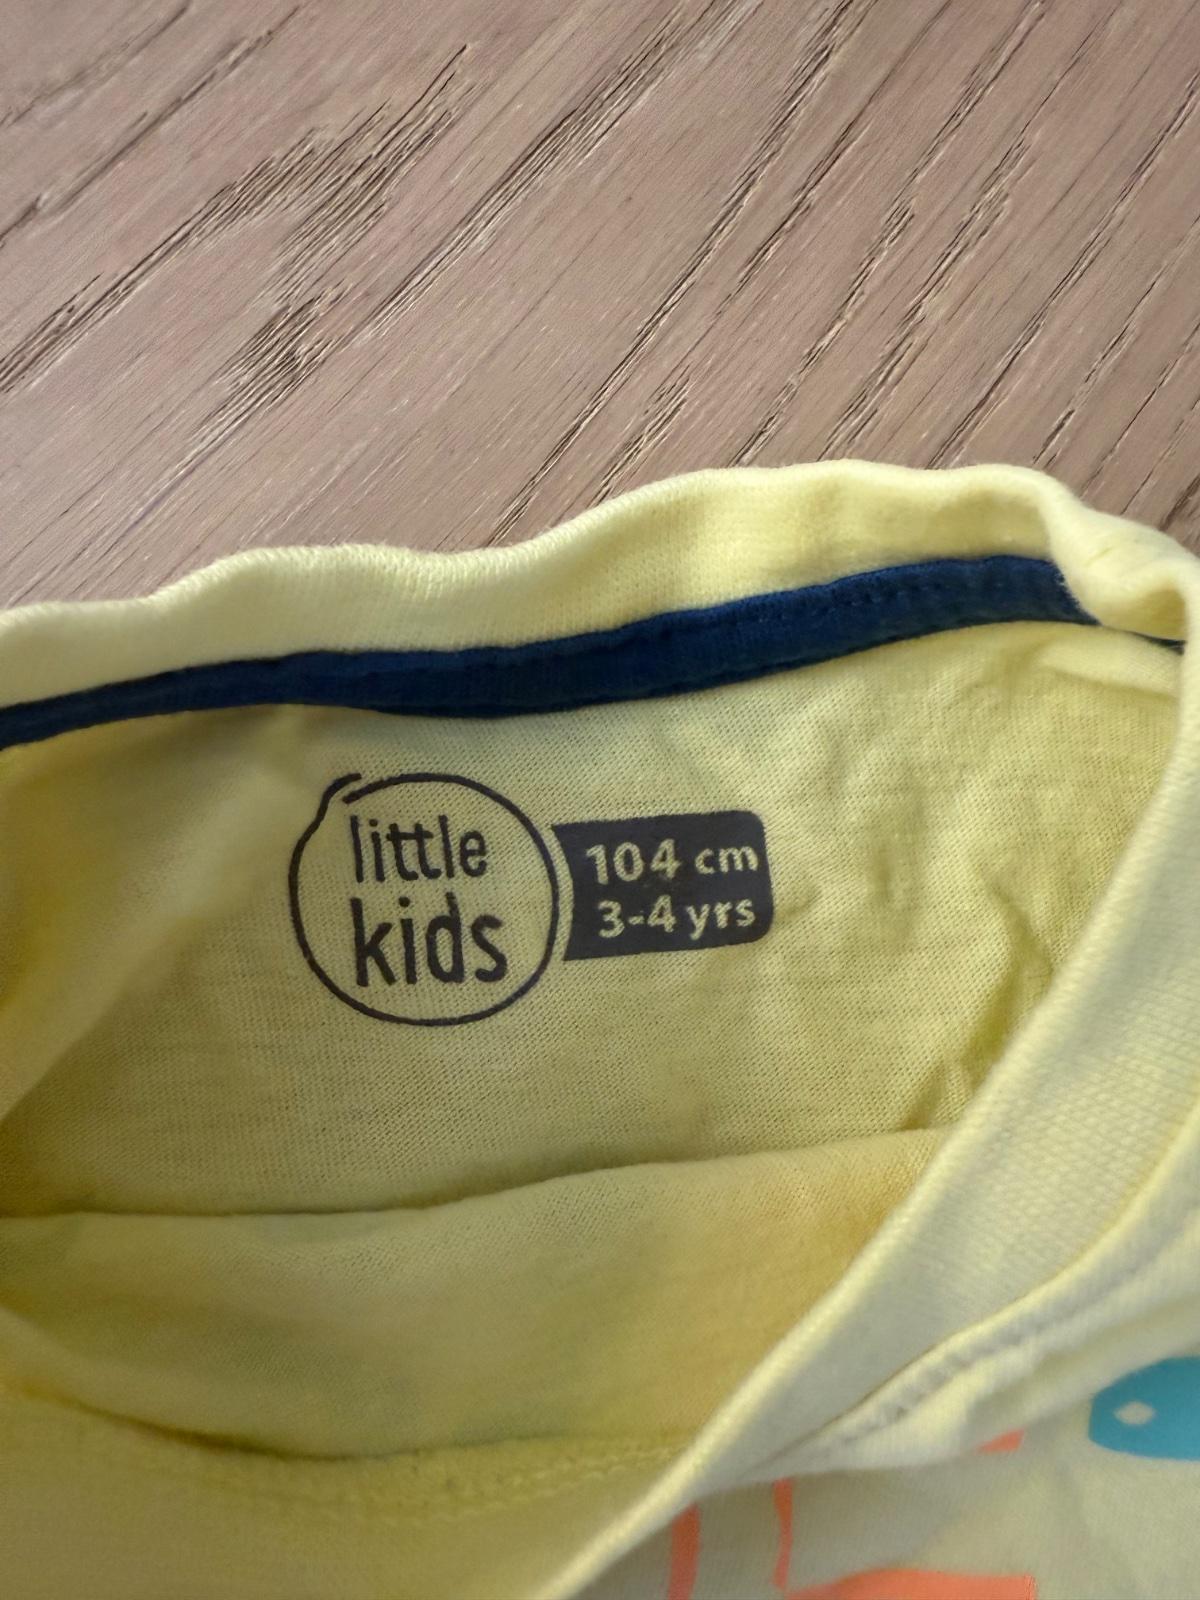 little
kids
104 cm
3-4 yrs